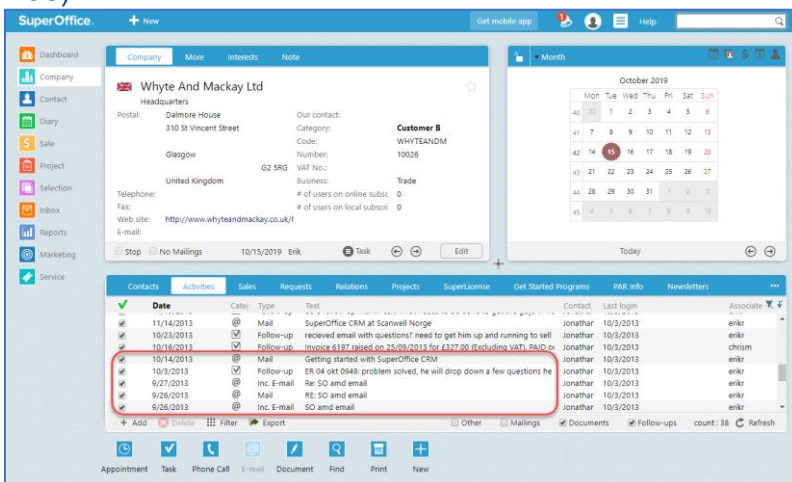 SuperOffice. New Get mobile app Help
Dashboard
Company
Contact
Diary
Sale
Project
Selection
Inbox
Reports
Marketing
Service
Company More Interests Note
Whyte And Mackay Ltd
Headquarters
Postal: Dalmore House Our contact:
310 St Vincent Street Category: Customer B
Code: WHYTEANDM
Glasgow Number: 10026
G2 5RG VAT No.:
United Kingdom Business: Trade
Telephone: # of users on online subsc 0
Fax: # of users on local subscri 0
Web site: http://www.whyteandmackay.co.uk/
E-mail:
Stop No Mailings 10/15/2019 Erik Task Edit
Month
October 2019
Mon Tue Wed Thu Fri Sat Sun
40 30 1 2 3 4 5 6
41 7 8 9 10 11 12 13
42 14 15 16 17 18 19 20
43 21 22 23 24 25 26 27
44 28 29 30 31 1 2 3
45 4 5 6 7 8 9 10
Today
Contacts Activities Sales Requests Relations Projects SuperLicense Get Started Programs PAR Info Newsletters
Date Categ Type Text Contact Last login Associate
11/14/2013 @ Mail SuperOffice CRM at Scanwell Norge Jonathar 10/3/2013 erikr
10/23/2013 Follow-up recieved email with questions? need to get him up and running to sell Jonathar 10/3/2013 erikr
10/16/2013 Follow-up Invoice 6197 raised on 25/09/2013 for £327.00 (Excluding VAT). PAID Jonathar 10/3/2013 chrism
10/14/2013 @ Mail Getting started with SuperOffice CRM Jonathar 10/3/2013 erikr
10/3/2013 Follow-up ER 04 okt 0949: problem solved, he will drop down a few questions he Jonathar 10/3/2013 erikr
9/27/2013 @ Inc. E-mail Re: SO amd email Jonathar 10/3/2013 erikr
9/26/2013 @ Mail RE: SO amd email Jonathar 10/3/2013 erikr
9/26/2013 @ Inc. E-mail SO amd email Jonathar 10/3/2013 erikr
+ Add Delete Filter Export Other Mailings Documents Follow-ups count : 38 Refresh
Appointment Task Phone Call E-mail Document Find Print New